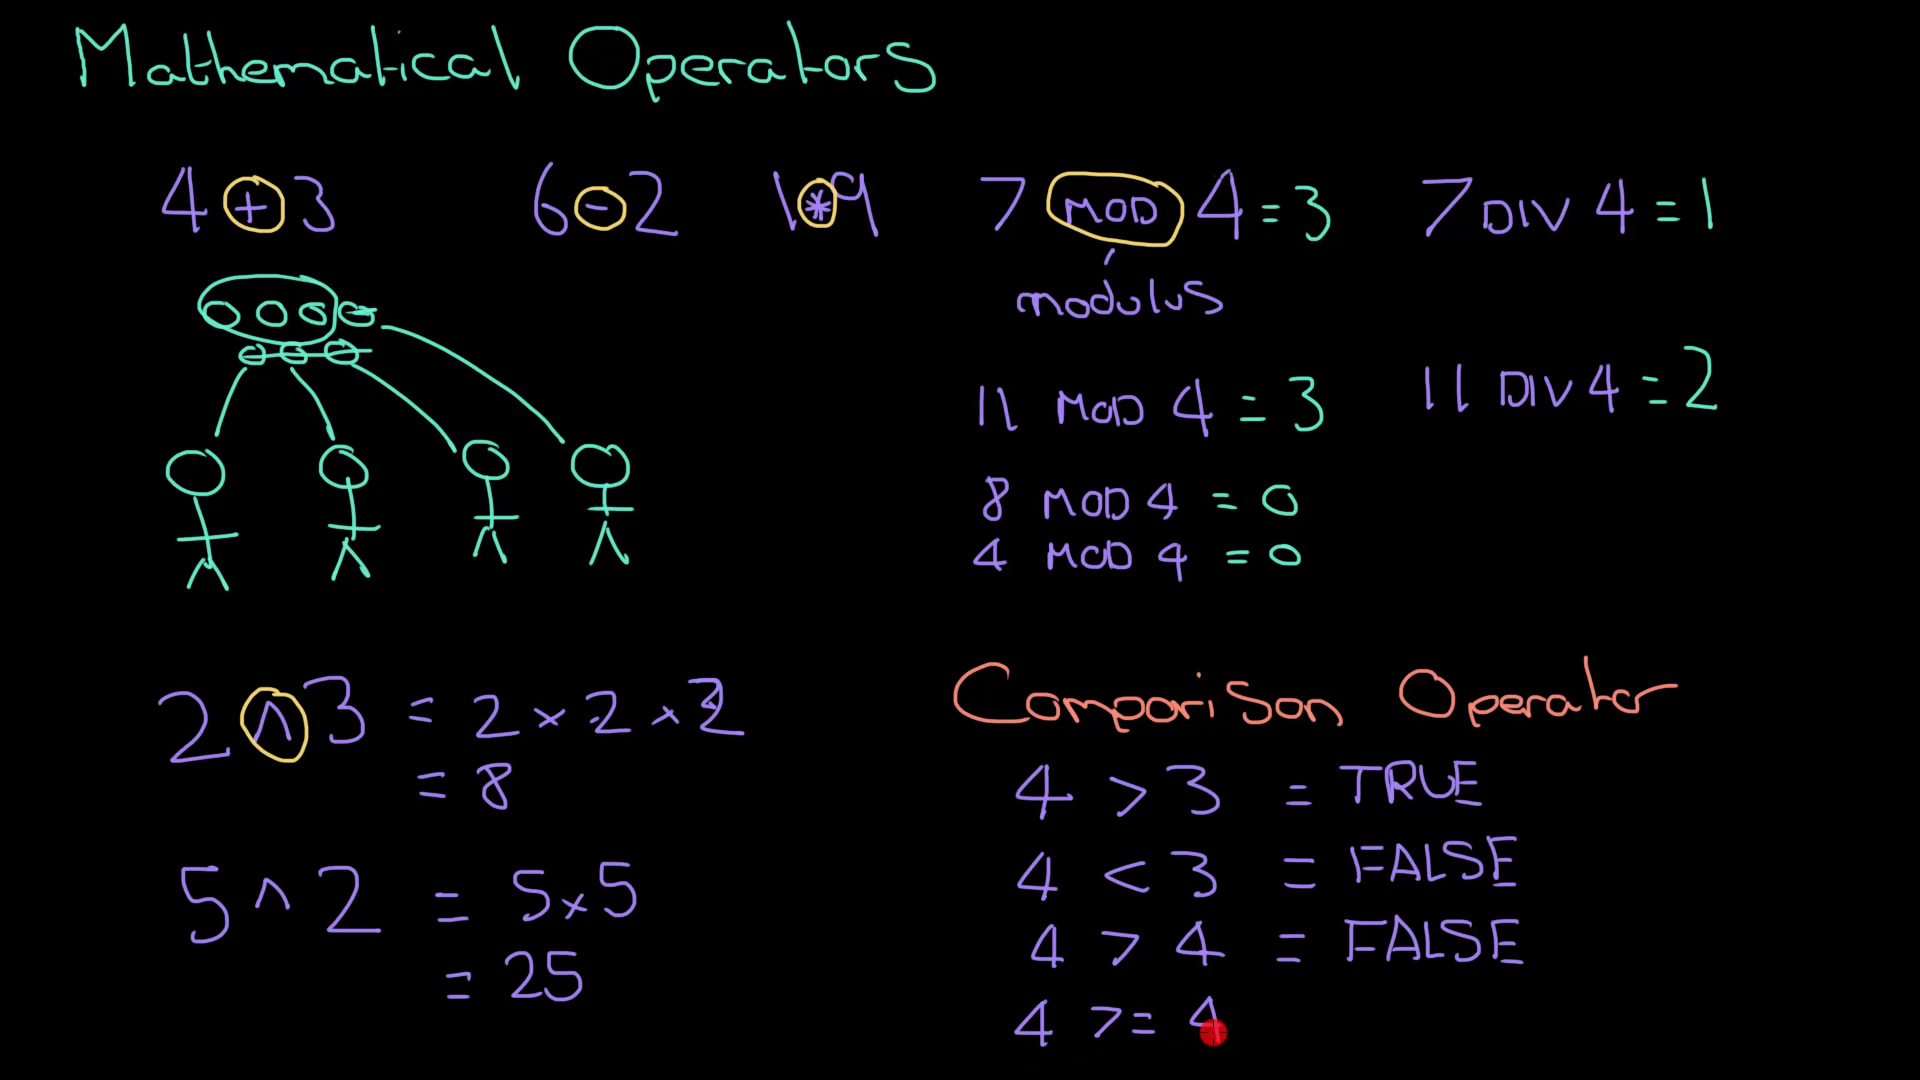 Mathematical Operators
4 + 3 6 - 2 1 * 9 7 MOD 4 = 3 7 DIV 4 = 1
modulus
11 MOD 4 = 3 11 DIV 4 = 2
8 MOD 4 = 0
4 MOD 4 = 0
2 ^ 3 = 2 x 2 x 2
= 8
5 ^ 2 = 5 x 5
= 25
Comparison Operator
4 > 3 = TRUE
4 < 3 = FALSE
4 > 4 = FALSE
4 >= 4